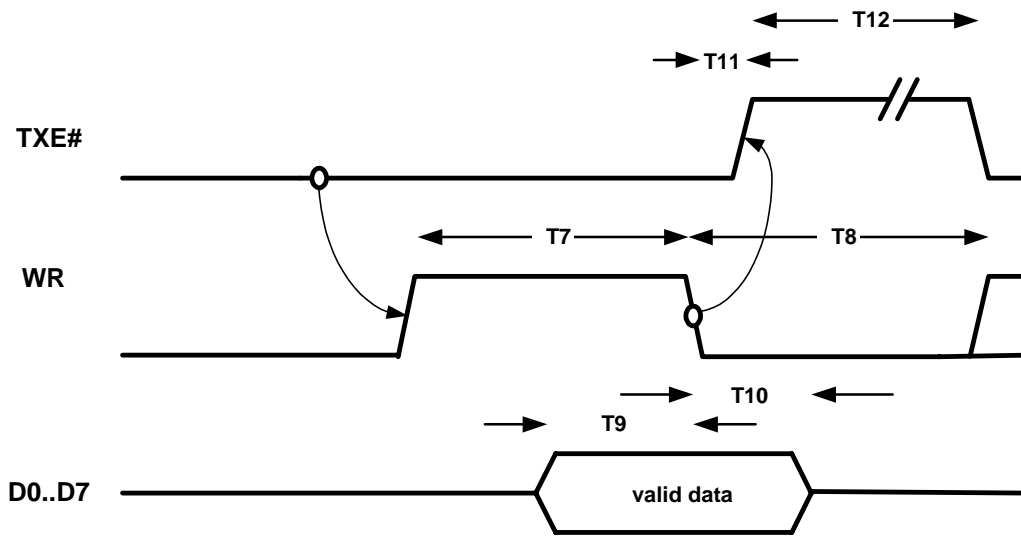 T12
T11
TXE#
T7
T8
WR
T10
T9
D0..D7
valid data